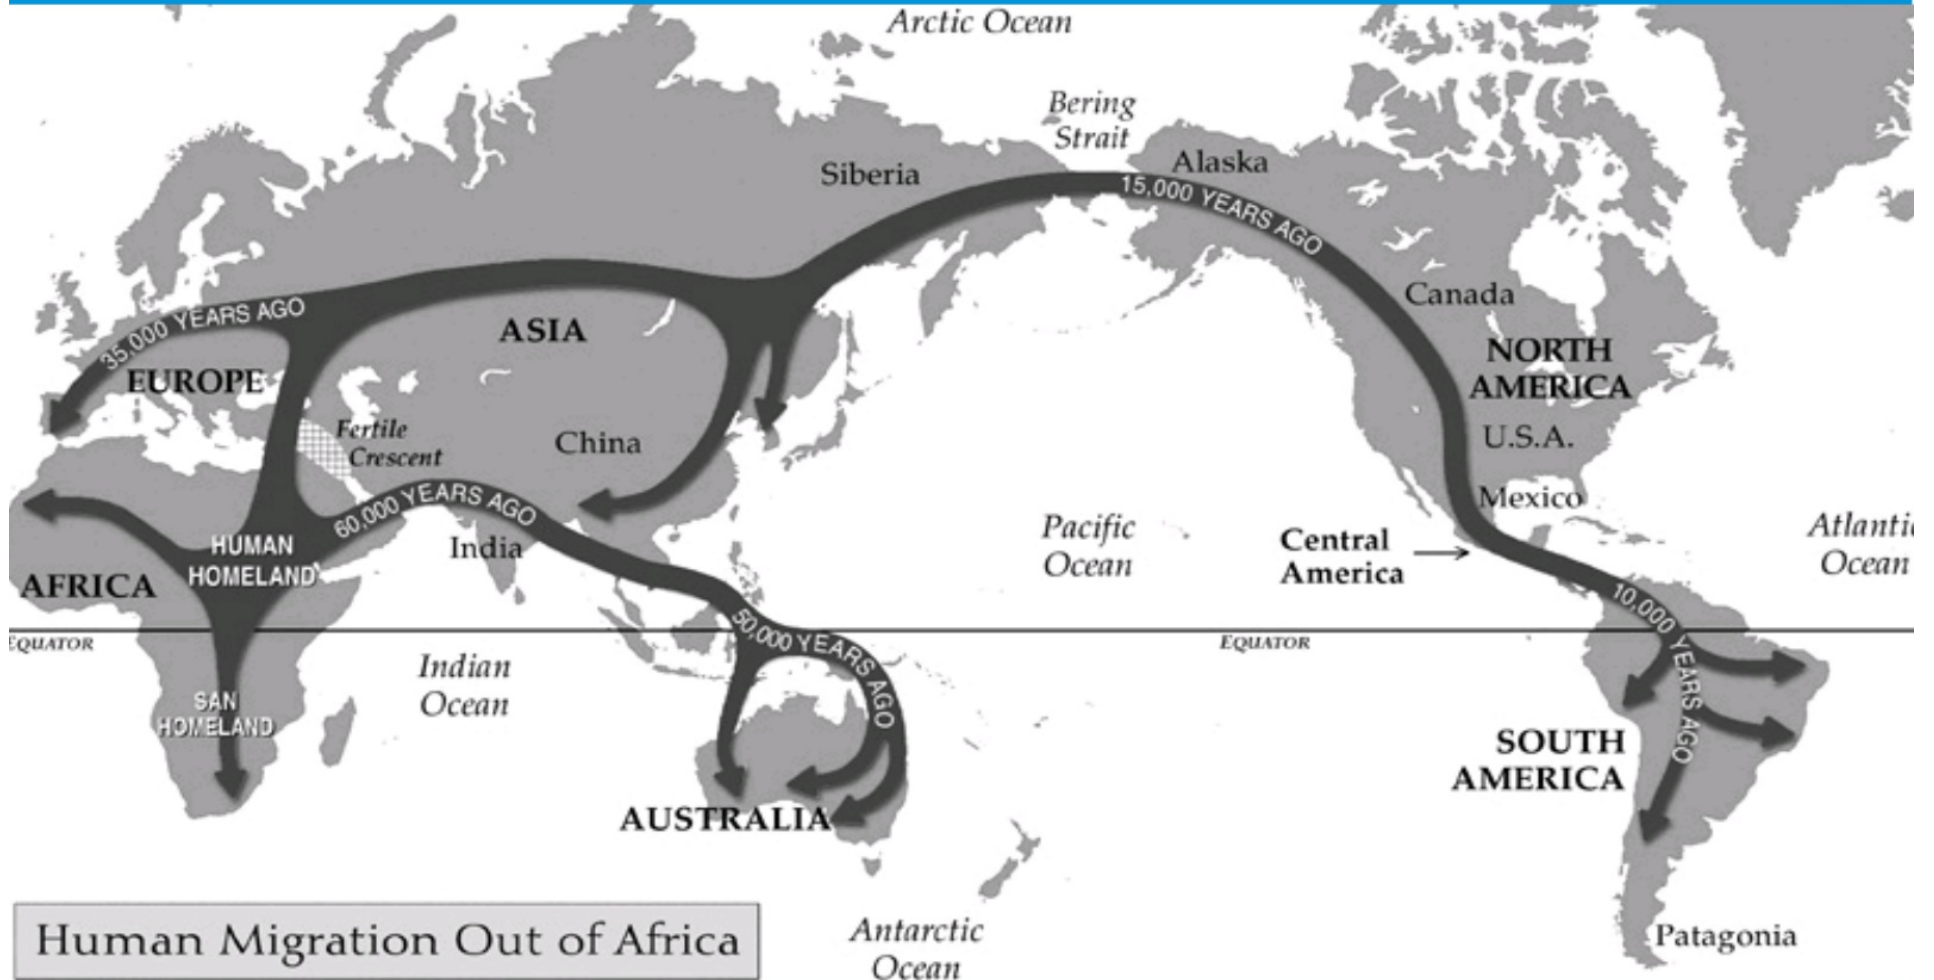 Arctic Ocean
Bering
Strait
Siberia
Alaska
15,000 YEARS AGO
Canada
35,000 YEARS AGO
ASIA
EUROPE
NORTH
AMERICA
Fertile
Crescent
China
U.S.A.
60,000 YEARS AGO
Mexico
HUMAN
HOMELAND
India
Pacific
Ocean
Central
America
Atlantic
Ocean
AFRICA
50,000 YEARS AGO
10,000 YEARS AGO
EQUATOR
EQUATOR
Indian
Ocean
SAN
HOMELAND
SOUTH
AMERICA
AUSTRALIA
Human Migration Out of Africa
Antarctic
Ocean
Patagonia